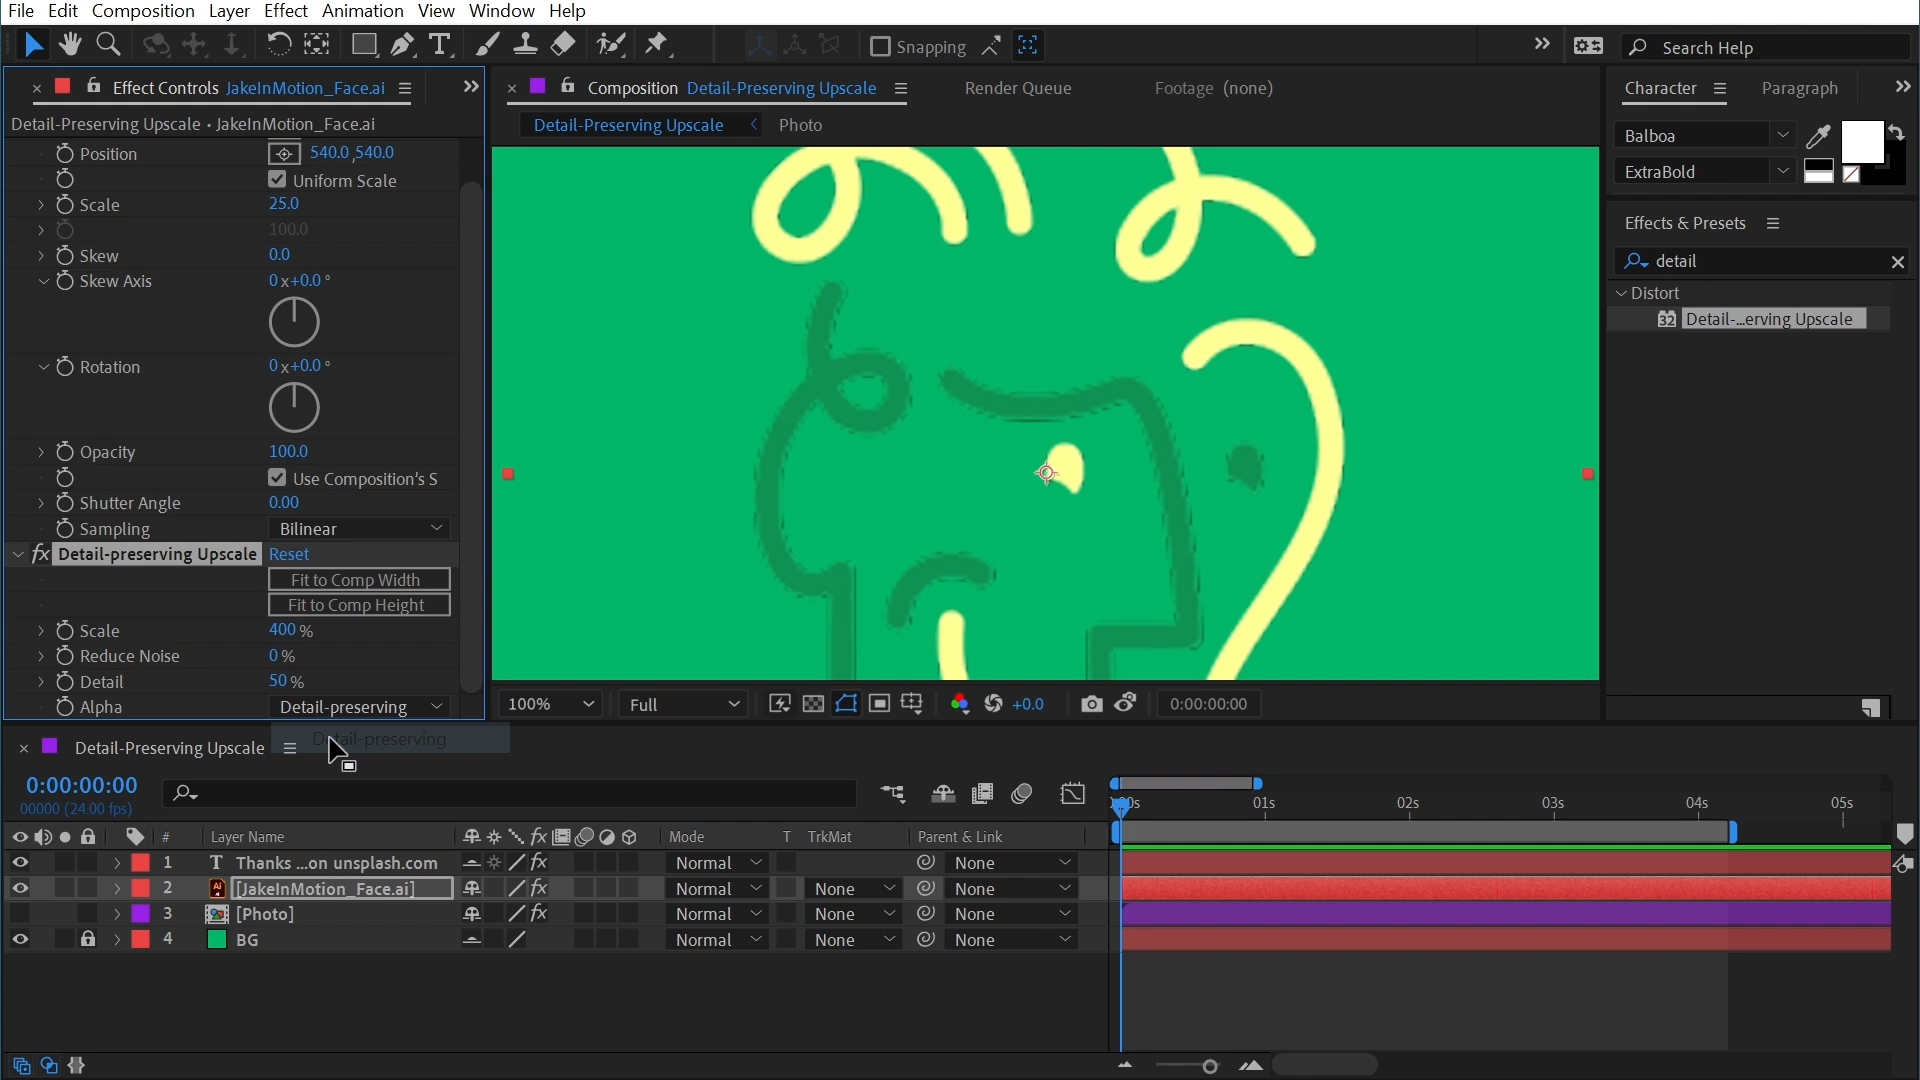 File Edit Composition Layer Effect Animation View Window Help
Snapping
Search Help
Effect Controls JakeInMotion_Face.ai
Composition Detail-Preserving Upscale
Render Queue
Footage (none)
Character
Paragraph
Detail-Preserving Upscale • JakeInMotion_Face.ai
Detail-Preserving Upscale
Photo
Position 540.0,540.0
Uniform Scale
Scale 25.0
100.0
Skew 0.0
Skew Axis 0x+0.0°
Rotation 0x+0.0°
Opacity 100.0
Use Composition's S
Shutter Angle 0.00
Sampling Bilinear
fx Detail-preserving Upscale Reset
Fit to Comp Width
Fit to Comp Height
Scale 400 %
Reduce Noise 0 %
Detail 50 %
Alpha Detail-preserving
Detail-preserving
Balboa
ExtraBold
Effects & Presets
detail
Distort
32 Detail-...erving Upscale
100%
Full
+0.0
0:00:00:00
Detail-Preserving Upscale
0:00:00:00
00000 (24.00 fps)
00s 01s 02s 03s 04s 05s
# Layer Name fx Mode T TrkMat Parent & Link
1 T Thanks ...on unsplash.com fx Normal None
2 Ai [JakeInMotion_Face.ai] fx Normal None None
3 [Photo] fx Normal None None
4 BG Normal None None